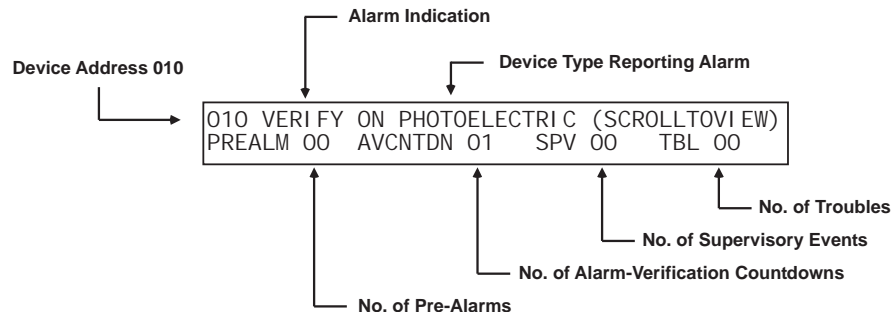 Alarm Indication
Device Address 010
Device Type Reporting Alarm
010 VERIFY ON PHOTOELECTRIC (SCROLLTOVIEW)
PREALM 00 AVCNTDN 01 SPV 00 TBL 00
No. of Troubles
No. of Supervisory Events
No. of Alarm-Verification Countdowns
No. of Pre-Alarms